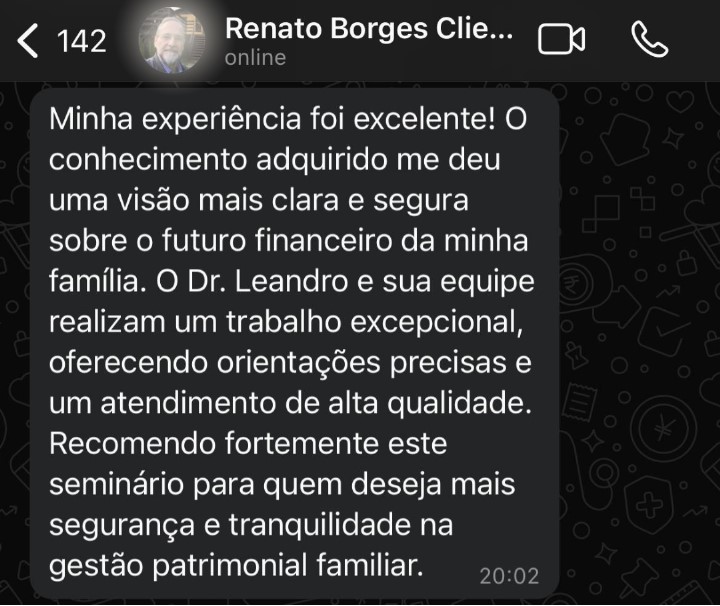 142
Renato Borges Clie...
online
Minha experiência foi excelente! O
conhecimento adquirido me deu
uma visão mais clara e segura
sobre o futuro financeiro da minha
família. O Dr. Leandro e sua equipe
realizam um trabalho excepcional,
oferecendo orientações precisas e
um atendimento de alta qualidade.
Recomendo fortemente este
seminário para quem deseja mais
segurança e tranquilidade na
gestão patrimonial familiar.
20:02